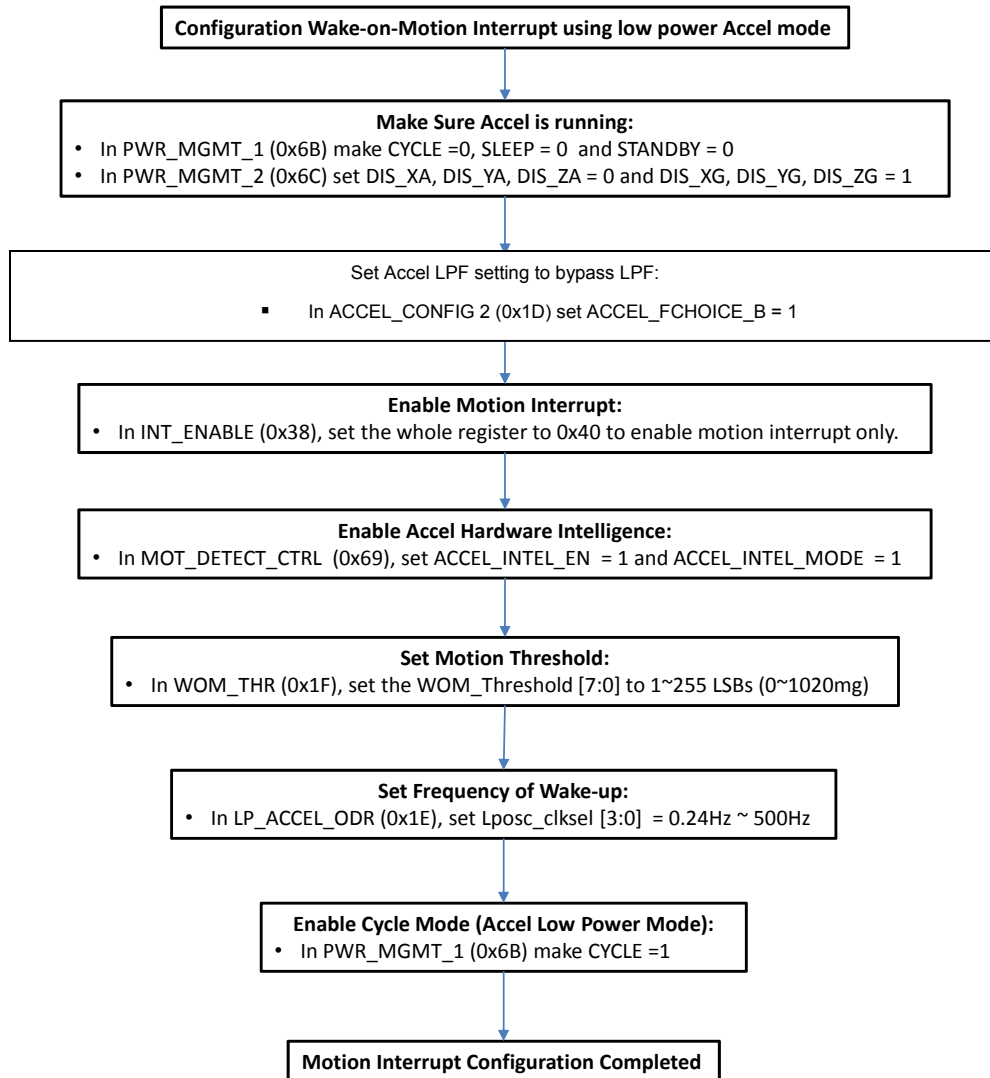 Configuration Wake-on-Motion Interrupt using low power Accel mode
Make Sure Accel is running:
• In PWR_MGMT_1 (0x6B) make CYCLE =0, SLEEP = 0 and STANDBY = 0
• In PWR_MGMT_2 (0x6C) set DIS_XA, DIS_YA, DIS_ZA = 0 and DIS_XG, DIS_YG, DIS_ZG = 1
Set Accel LPF setting to bypass LPF:
▪ In ACCEL_CONFIG 2 (0x1D) set ACCEL_FCHOICE_B = 1
Enable Motion Interrupt:
• In INT_ENABLE (0x38), set the whole register to 0x40 to enable motion interrupt only.
Enable Accel Hardware Intelligence:
• In MOT_DETECT_CTRL (0x69), set ACCEL_INTEL_EN = 1 and ACCEL_INTEL_MODE = 1
Set Motion Threshold:
• In WOM_THR (0x1F), set the WOM_Threshold [7:0] to 1~255 LSBs (0~1020mg)
Set Frequency of Wake-up:
• In LP_ACCEL_ODR (0x1E), set Lposc_clksel [3:0] = 0.24Hz ~ 500Hz
Enable Cycle Mode (Accel Low Power Mode):
• In PWR_MGMT_1 (0x6B) make CYCLE =1
Motion Interrupt Configuration Completed